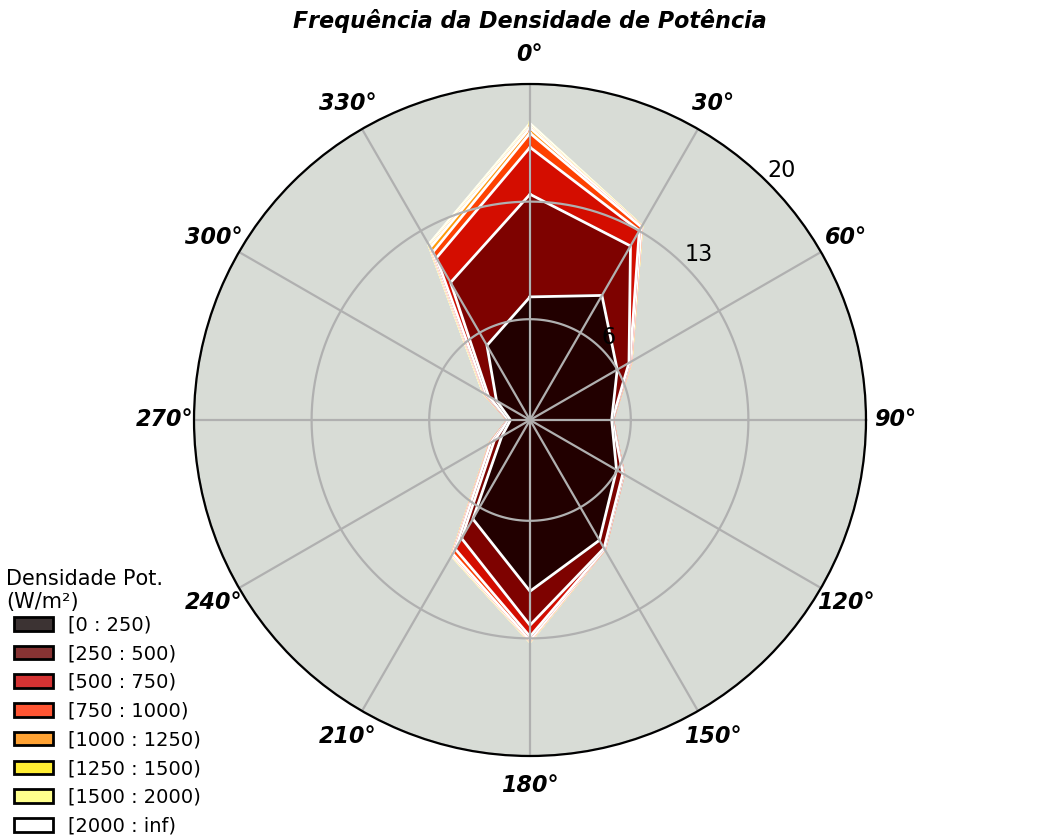 Frequência da Densidade de Potência
0°
330°
30°
20
300°
60°
13
6
270°
90°
Densidade Pot.
(W/m²)
240°
120°
[0 : 250)
[250 : 500)
[500 : 750)
[750 : 1000)
210°
150°
[1000 : 1250)
[1250 : 1500)
180°
[1500 : 2000)
[2000 : inf)